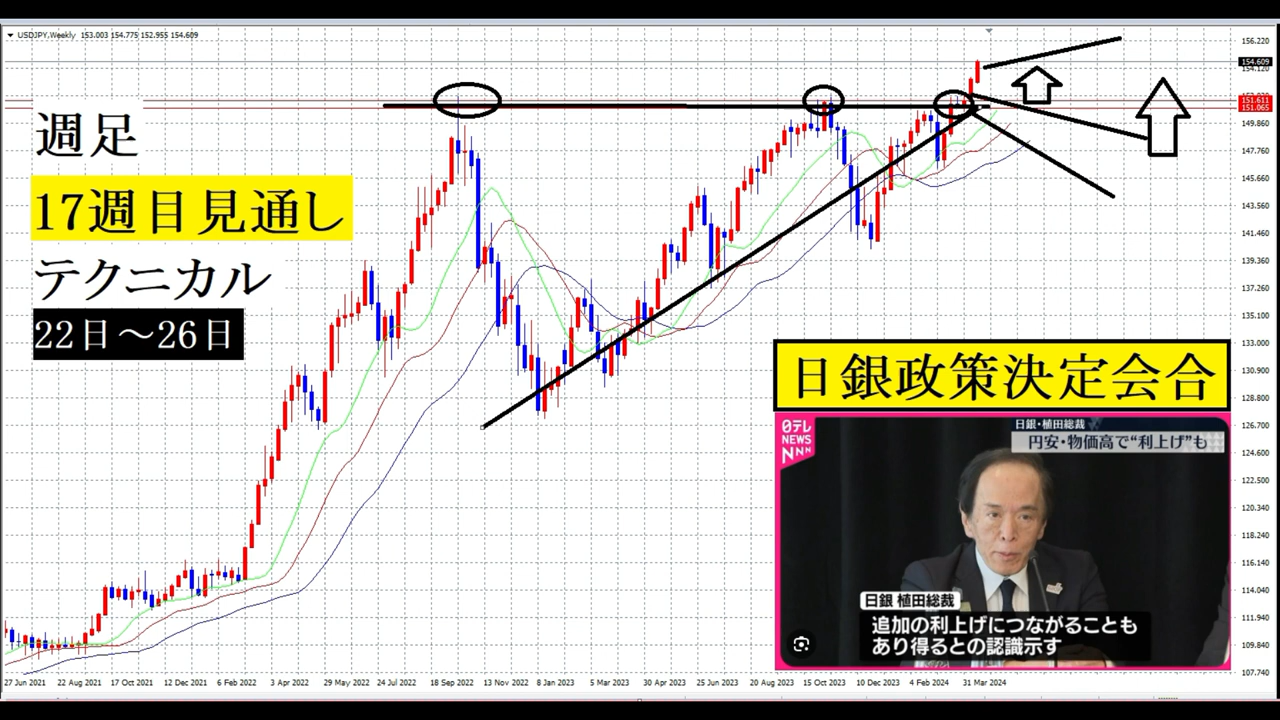 USDJPY,Weekly 153.003 154.775 152.955 154.609
週足
17週目見通し
テクニカル
22日～26日
156.220
154.609
154.120
151.611
151.065
149.860
147.760
145.660
143.560
141.460
139.360
137.260
135.100
133.000
130.900
128.800
126.700
124.600
122.500
120.340
118.240
116.140
114.040
111.940
109.840
107.740
日銀政策決定会合
日テレ
NEWS
NNN
日銀・植田総裁
円安・物価高で“利上げ”も
日銀 植田総裁
追加の利上げにつながることも
あり得るとの認識示す
27 Jun 2021 22 Aug 2021 17 Oct 2021 12 Dec 2021 6 Feb 2022 3 Apr 2022 29 May 2022 24 Jul 2022 18 Sep 2022 13 Nov 2022 8 Jan 2023 5 Mar 2023 30 Apr 2023 25 Jun 2023 20 Aug 2023 15 Oct 2023 10 Dec 2023 4 Feb 2024 31 Mar 2024